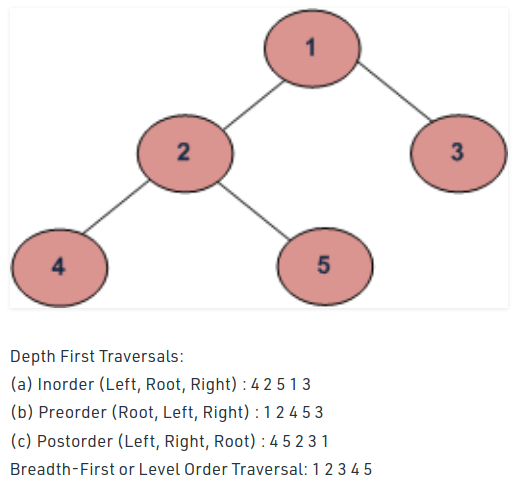 1
2 3
4 5
Depth First Traversals:
(a) Inorder (Left, Root, Right) : 4 2 5 1 3
(b) Preorder (Root, Left, Right) : 1 2 4 5 3
(c) Postorder (Left, Right, Root) : 4 5 2 3 1
Breadth-First or Level Order Traversal: 1 2 3 4 5